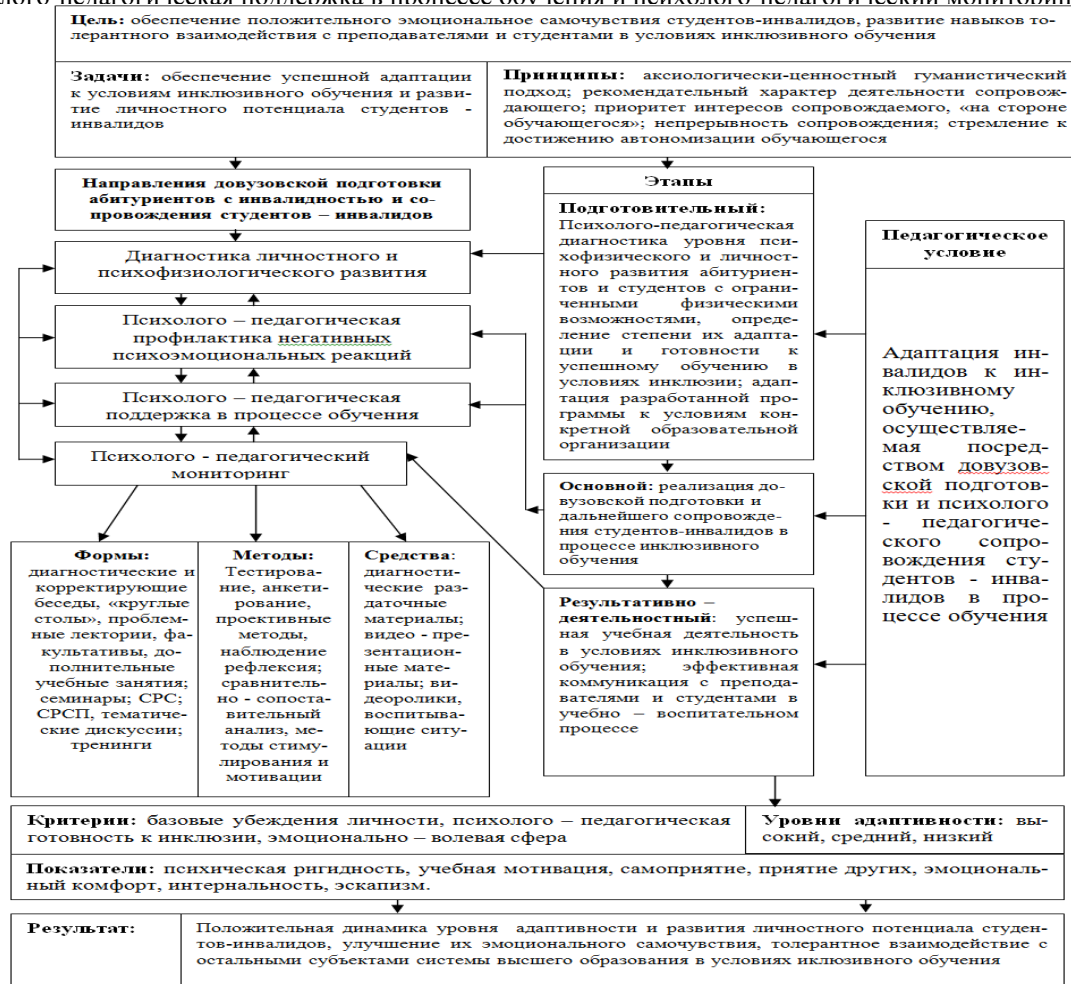 лого-педагогическая поддержка в процессе обучения и психолого-педагогический мониторин
Цель: обеспечение положительного эмоциональное самочувствия студентов-инвалидов, развитие навыков то-
лерантного взаимодействия с преподавателями и студентами в условиях инклюзивного обучения
Задачи: обеспечение успешной адаптации
к условиям инклюзивного обучения и разви-
тие личностного потенциала студентов -
инвалидов
Принципы: аксиологически-ценностный гуманистический
подход; рекомендательный характер деятельности сопровож-
дающего; приоритет интересов сопровождаемого, «на стороне
обучающегося»; непрерывность сопровождения; стремление к
достижению автономизации обучающегося
Направления довузовской подготовки
абитуриентов с инвалидностью и со-
провождения студентов – инвалидов
Диагностика личностного и
психофизиологического развития
Психолого – педагогическая
профилактика негативных
психоэмоциональных реакций
Психолого – педагогическая
поддержка в процессе обучения
Психолого - педагогический
мониторинг
Этапы
Подготовительный:
Психолого-педагогическая
диагностика уровня пси-
хофизического и личност-
ного развития абитуриен-
тов и студентов с ограни-
ченными физическими
возможностями, опреде-
ление степени их адапта-
ции и готовности к
успешному обучению в
условиях инклюзии; адап-
тация разработанной про-
граммы к условиям кон-
кретной образовательной
организации
Основной: реализация до-
вузовской подготовки и
дальнейшего сопровожде-
ния студентов-инвалидов в
процессе инклюзивного
обучения
Результативно –
деятельностный: успеш-
ная учебная деятельность
в условиях инклюзивного
обучения; эффективная
коммуникация с препода-
вателями и студентами в
учебно – воспитательном
процессе
Педагогическое
условие
Адаптация ин-
валидов к ин-
клюзивному
обучению,
осуществляе-
мая посред-
ством довузов-
ской подготов-
ки и психолого
- педагогиче-
ского сопро-
вождения сту-
дентов - инва-
лидов в про-
цессе обучения
Формы:
диагностические и
корректирующие
беседы, «круглые
столы», проблем-
ные лектории, фа-
культативы, до-
полнительные
учебные занятия;
семинары; СРС;
СРСП, тематиче-
ские дискуссии;
тренинги
Методы:
Тестирова-
ние, анкети-
рование,
проективные
методы,
наблюдение
рефлексия;
сравнитель-
но - сопоста-
вительный
анализ, ме-
тоды стиму-
лирования и
мотивации
Средства:
диагности-
ческие раз-
даточные
материалы;
видео - пре-
зентацион-
ные мате-
риалы; ви-
деоролики,
воспитыва-
ющие ситу-
ации
Критерии: базовые убеждения личности, психолого – педагогическая
готовность к инклюзии, эмоционально – волевая сфера
Уровни адаптивности: вы-
сокий, средний, низкий
Показатели: психическая ригидность, учебная мотивация, самоприятие, приятие других, эмоциональ-
ный комфорт, интернальность, эскапизм.
Результат:
Положительная динамика уровня адаптивности и развития личностного потенциала студен-
тов-инвалидов, улучшение их эмоционального самочувствия, толерантное взаимодействие с
остальными субъектами системы высшего образования в условиях иклюзивного обучения